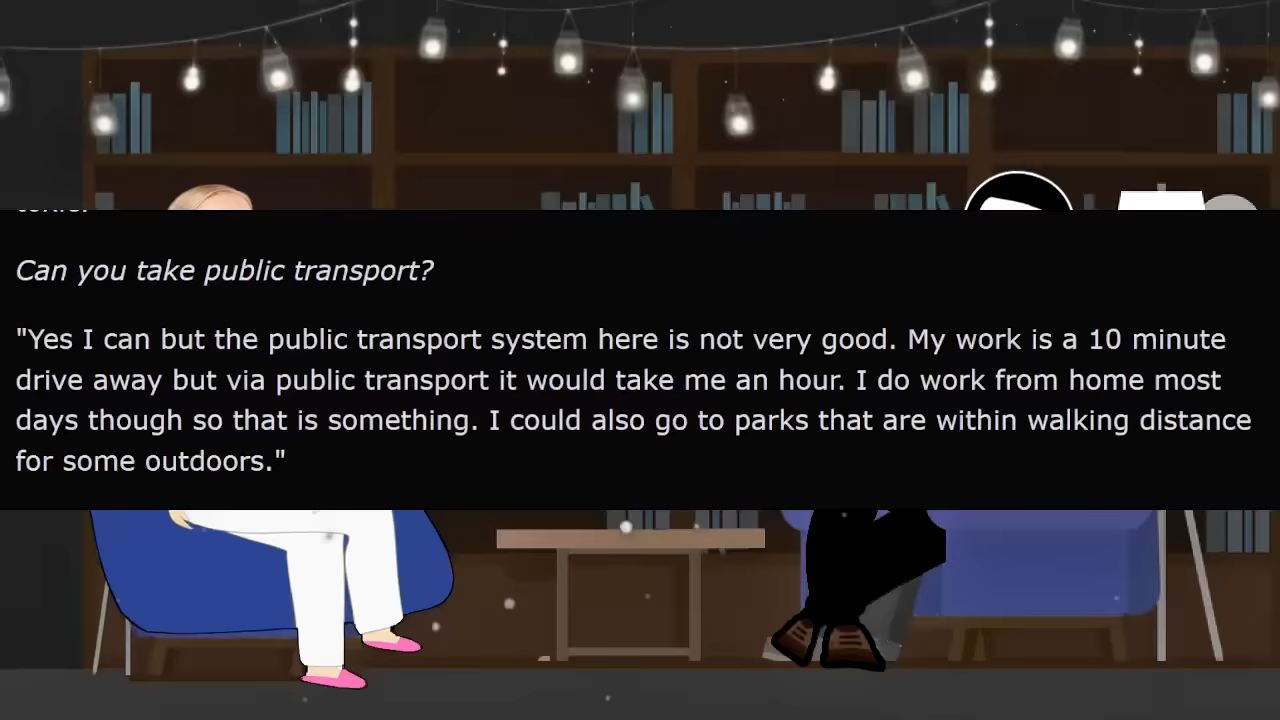 Can you take public transport?
"Yes I can but the public transport system here is not very good. My work is a 10 minute
drive away but via public transport it would take me an hour. I do work from home most
days though so that is something. I could also go to parks that are within walking distance
for some outdoors."